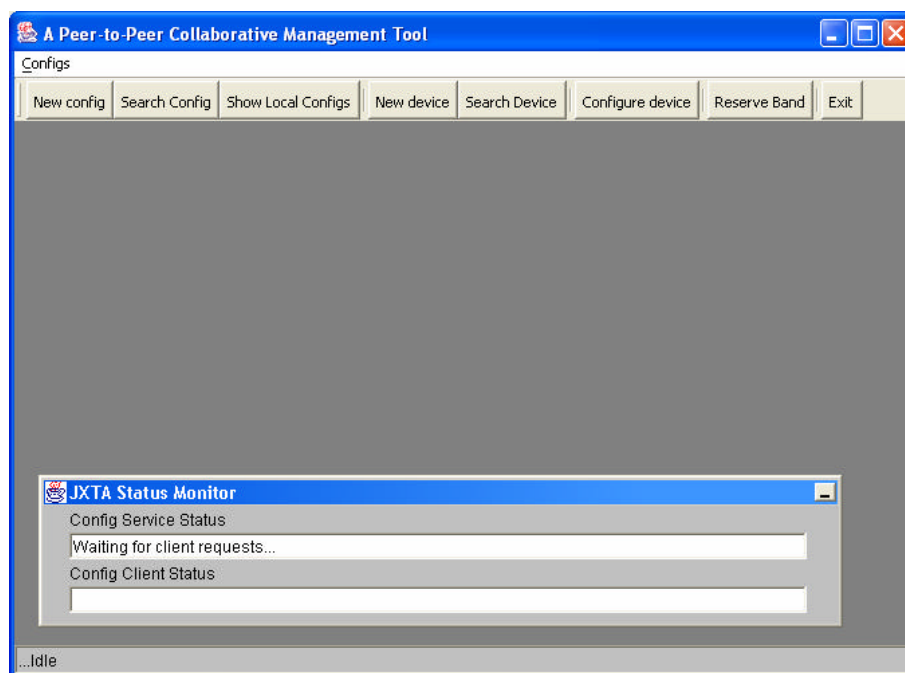 A Peer-to-Peer Collaborative Management Tool
Configs
New config Search Config Show Local Configs New device Search Device Configure device Reserve Band Exit
JXTA Status Monitor
Config Service Status
Waiting for client requests...
Config Client Status
...Idle